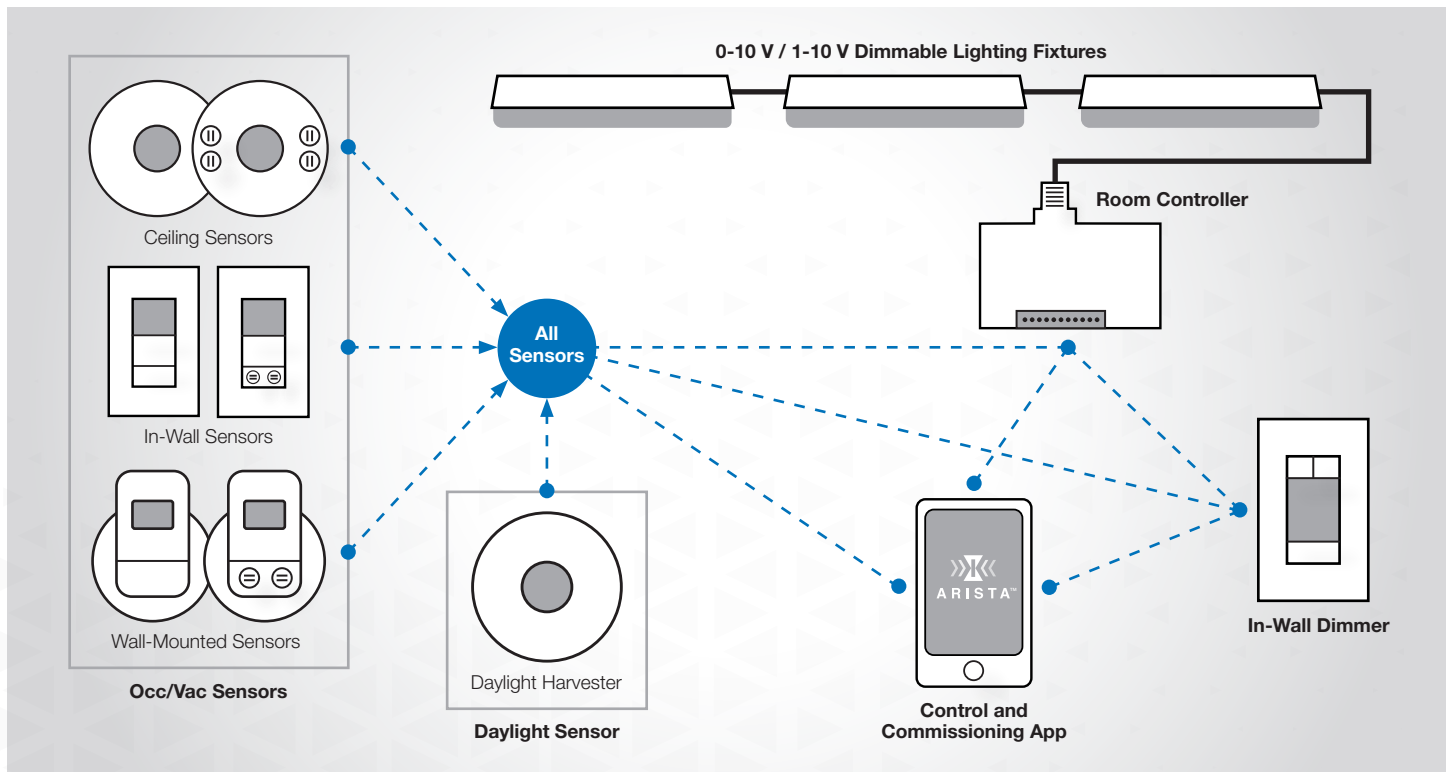 0-10 V / 1-10 V Dimmable Lighting Fixtures
Room Controller
Ceiling Sensors
In-Wall Sensors
Wall-Mounted Sensors
Occ/Vac Sensors
All
Sensors
Daylight Harvester
Daylight Sensor
ARISTA™
Control and
Commissioning App
In-Wall Dimmer